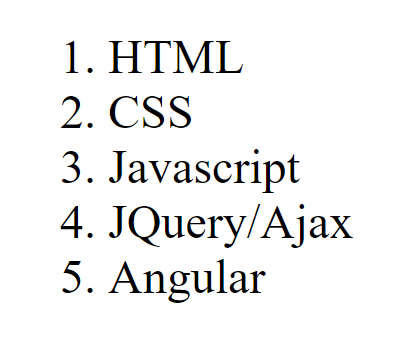 1. HTML
2. CSS
3. Javascript
4. JQuery/Ajax
5. Angular